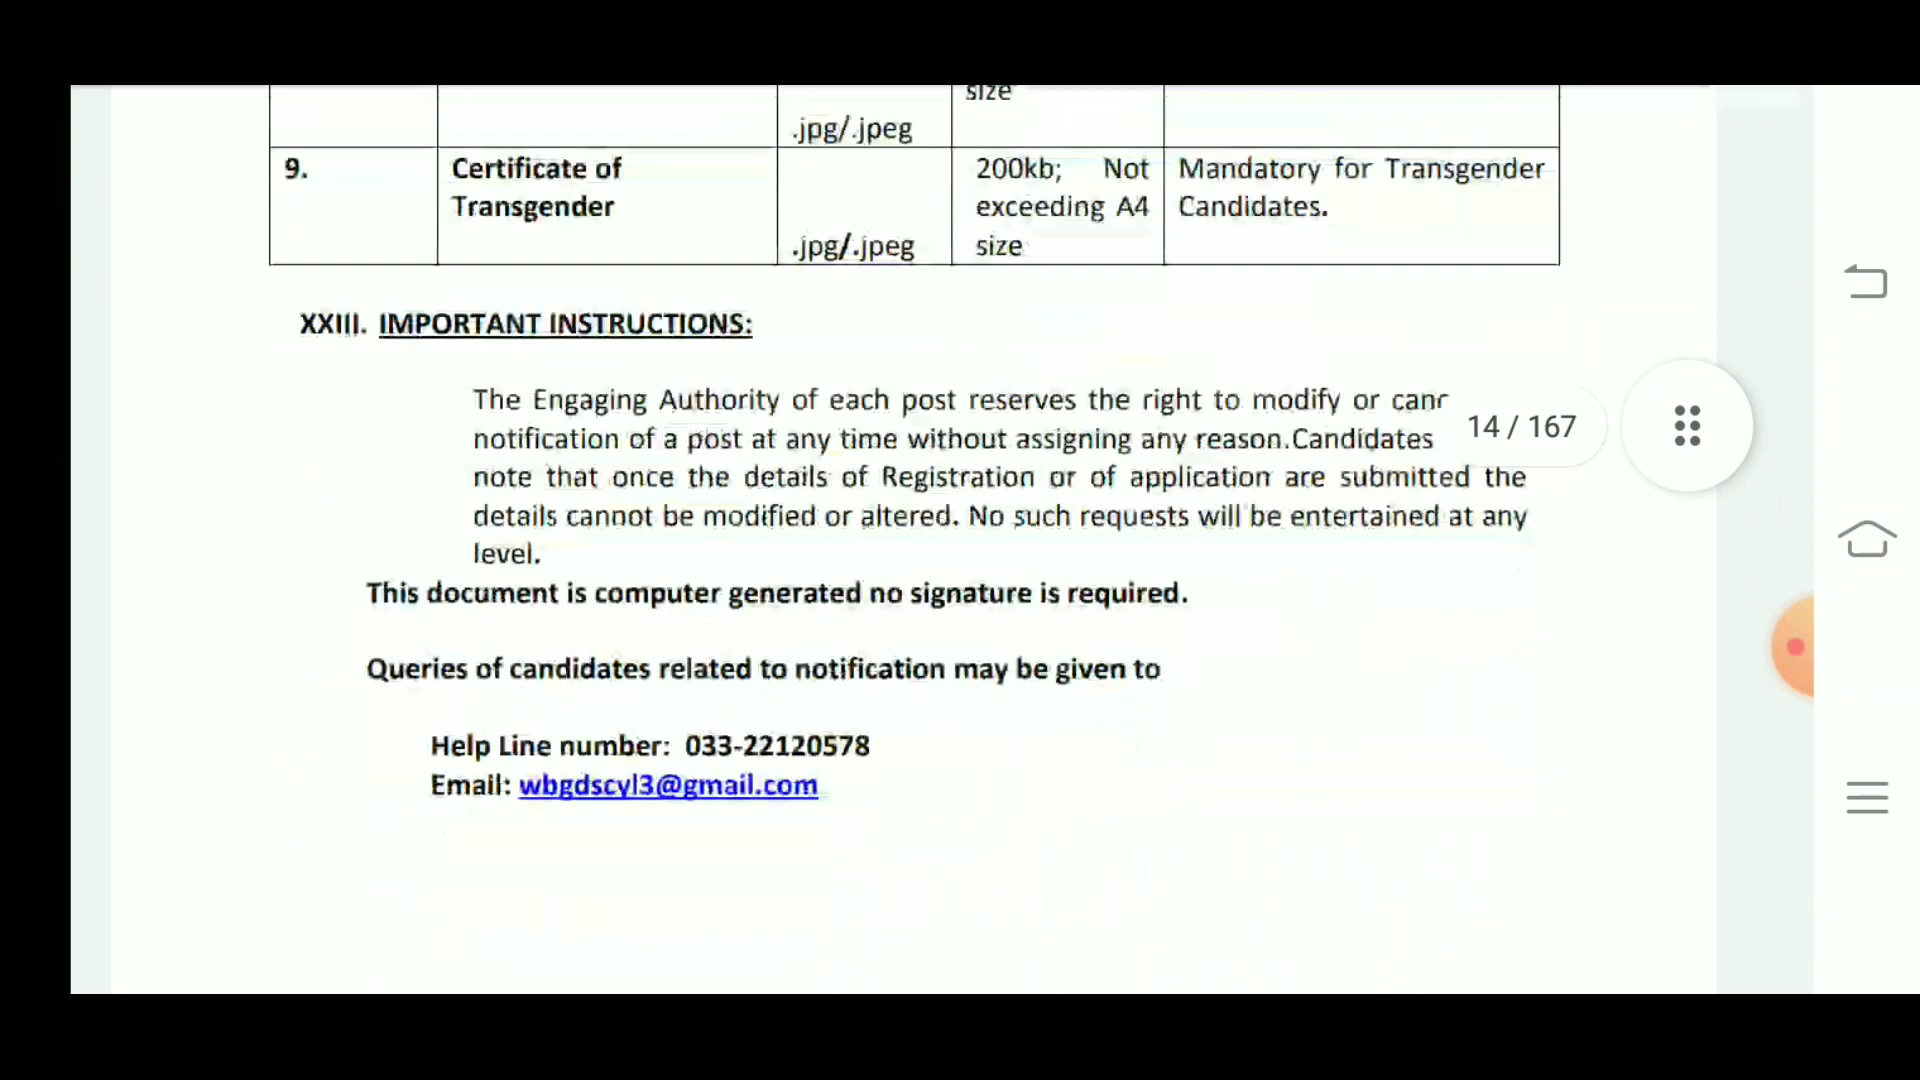 size
.jpg/.jpeg
9. Certificate of Transgender .jpg/.jpeg 200kb; Not exceeding A4 size Mandatory for Transgender Candidates.
XXIII. IMPORTANT INSTRUCTIONS:
The Engaging Authority of each post reserves the right to modify or
notification of a post at any time without assigning any reason.Candidates
14 / 167
note that once the details of Registration or of application are submitted the
details cannot be modified or altered. No such requests will be entertained at any
level.
This document is computer generated no signature is required.
Queries of candidates related to notification may be given to
Help Line number: 033-22120578
Email: wbgdscyl3@gmail.com